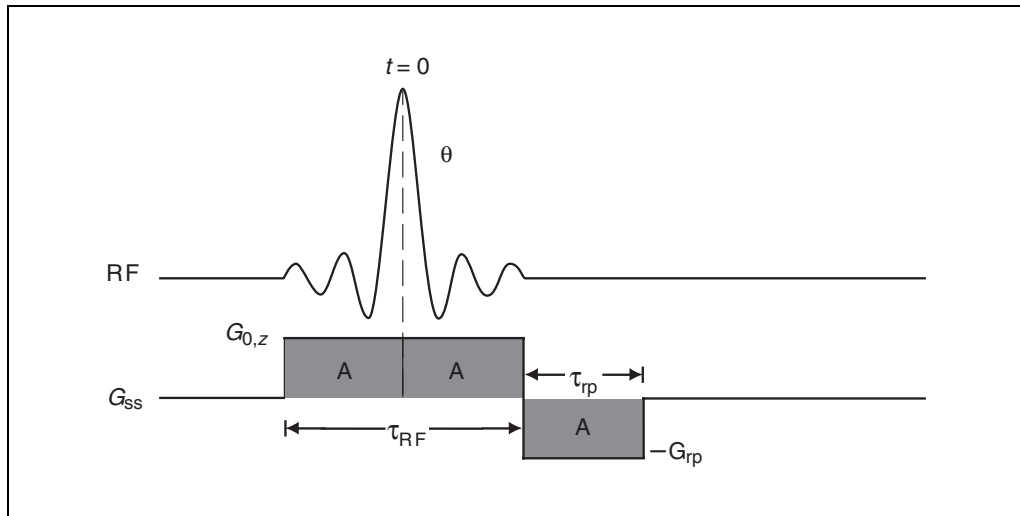 t = 0
θ
RF
G0,z
A A
τrp
Gss
τRF
A
−Grp